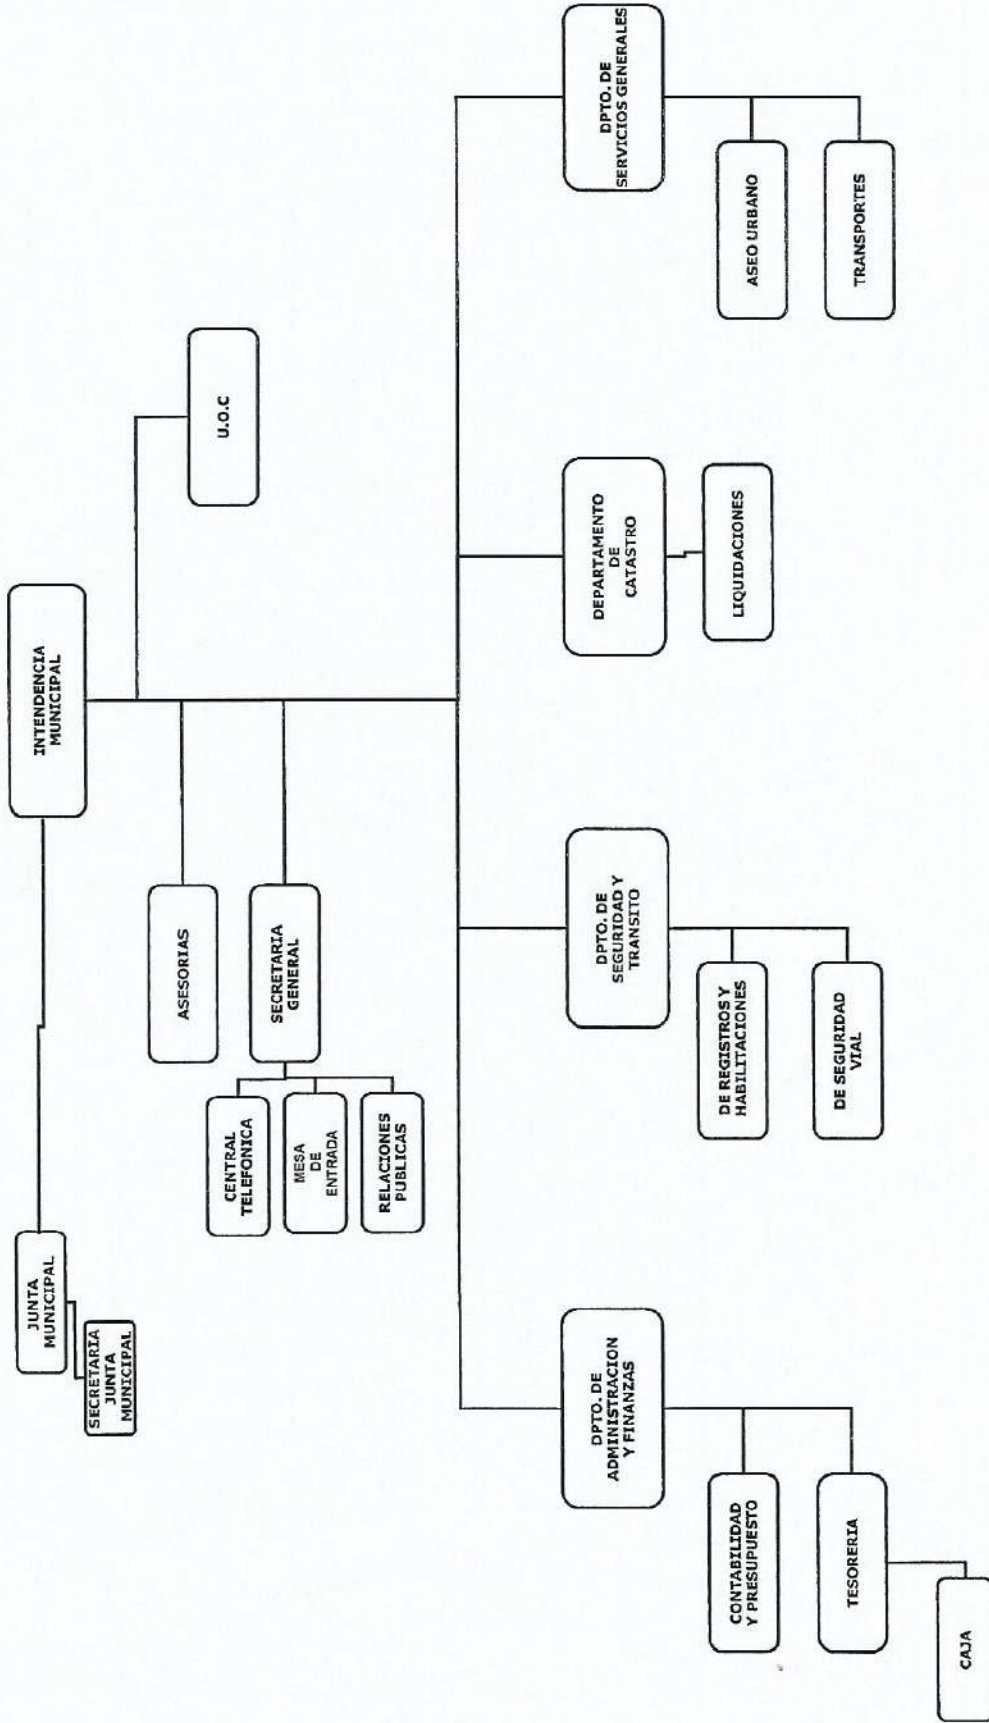 INTENDENCIA
MUNICIPAL
JUNTA
MUNICIPAL
SECRETARIA
JUNTA
MUNICIPAL
U.O.C
ASESORIAS
SECRETARIA
GENERAL
CENTRAL
TELEFONICA
MESA
DE
ENTRADA
RELACIONES
PUBLICAS
DPTO. DE
ADMINISTRACION
Y FINANZAS
CONTABILIDAD
Y PRESUPUESTO
TESORERIA
CAJA
DPTO. DE
SEGURIDAD Y
TRANSITO
DE REGISTROS Y
HABILITACIONES
DE SEGURIDAD
VIAL
DEPARTAMENTO
DE
CATASTRO
LIQUIDACIONES
DPTO. DE
SERVICIOS GENERALES
ASEO URBANO
TRANSPORTES